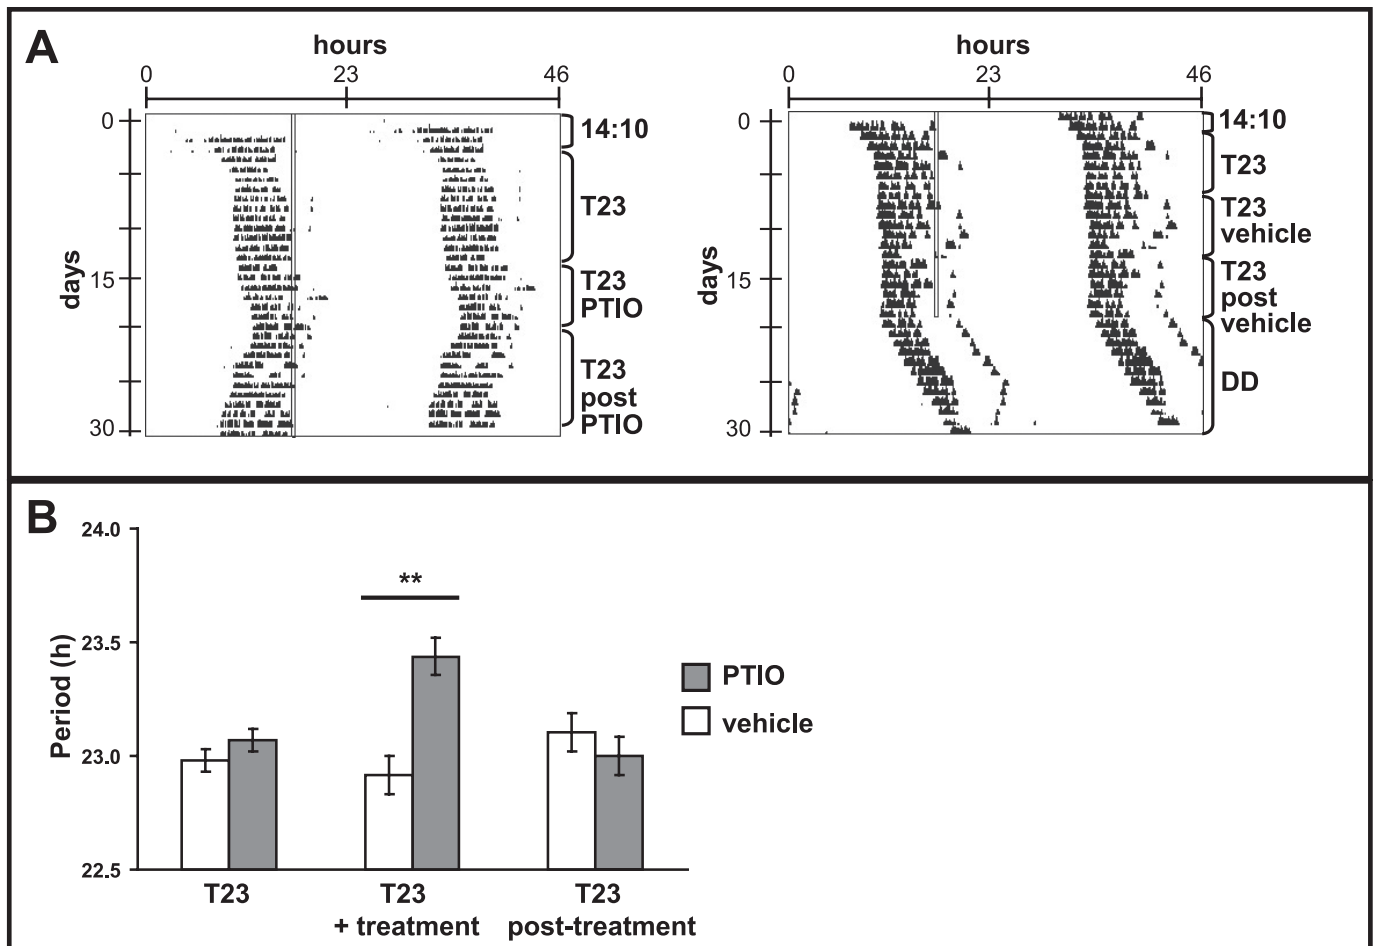 A
hours
0 23 46
days
0
15
30
14:10
T23
T23
PTIO
T23
post
PTIO
hours
0 23 46
days
0
15
30
14:10
T23
T23
vehicle
T23
post
vehicle
DD
B
Period (h)
24.0
23.5
23.0
22.5
**
PTIO
vehicle
T23
T23
+ treatment
T23
post-treatment